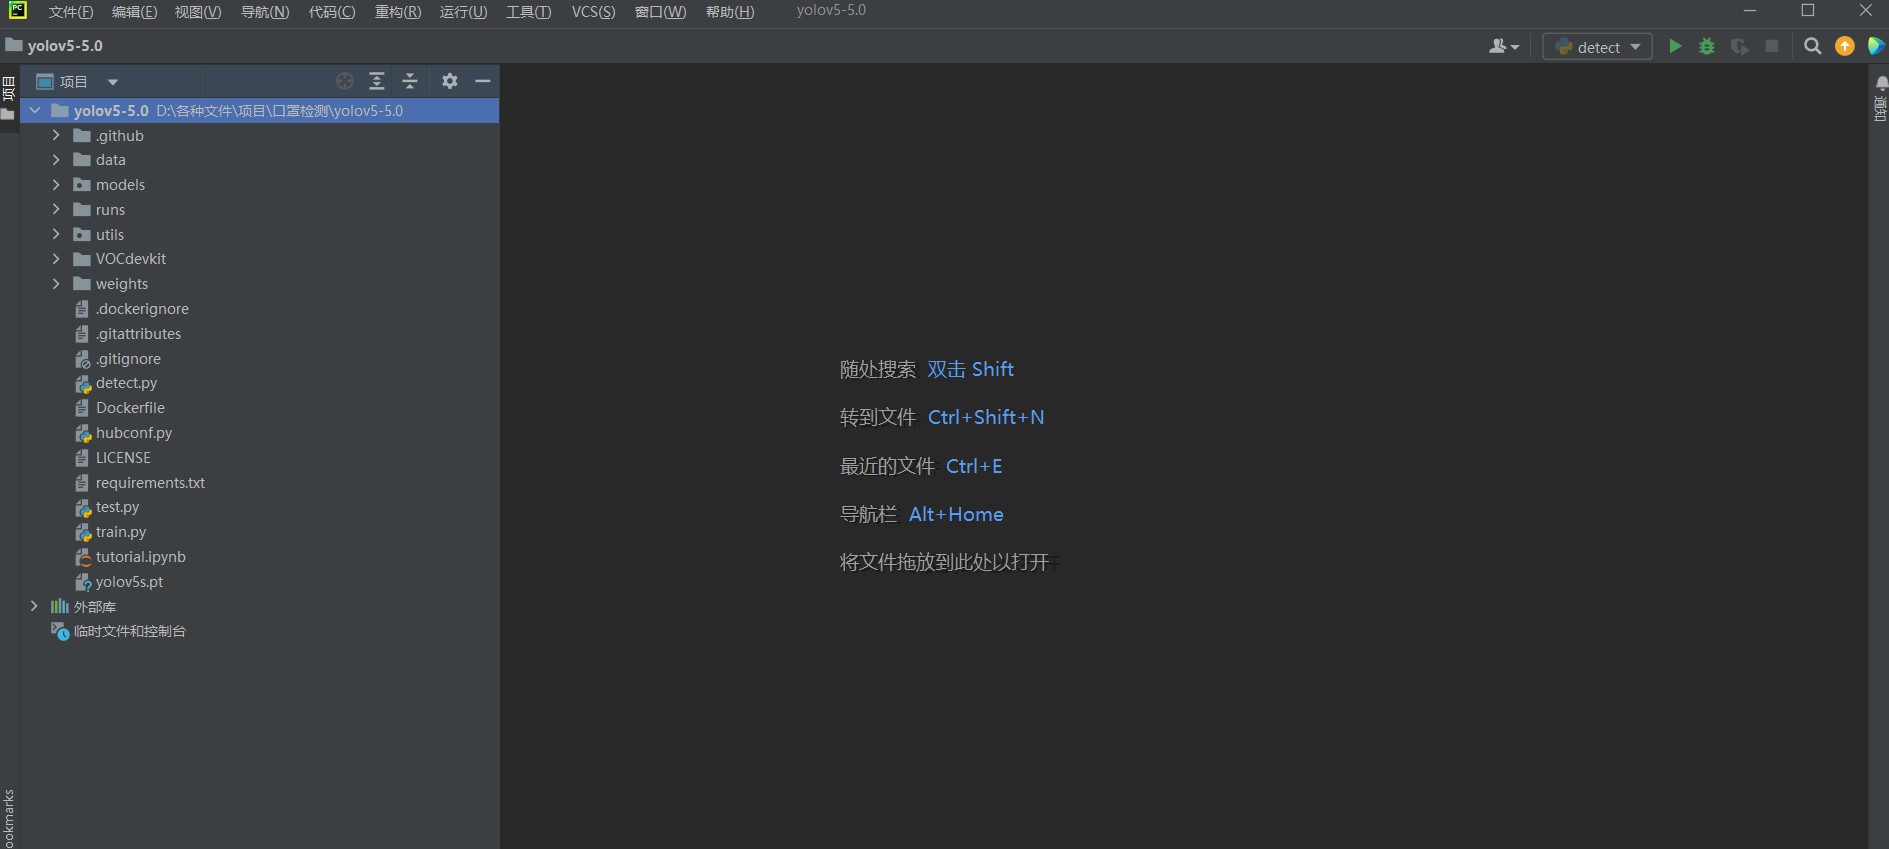 PC
文件(F) 编辑(E) 视图(V) 导航(N) 代码(C) 重构(R) 运行(U) 工具(T) VCS(S) 窗口(W) 帮助(H) yolov5-5.0
yolov5-5.0
detect
项目
项目
通知
yolov5-5.0 D:\各种文件\项目\口罩检测\yolov5-5.0
.github
data
models
runs
utils
VOCdevkit
weights
.dockerignore
.gitattributes
.gitignore
detect.py
Dockerfile
hubconf.py
LICENSE
requirements.txt
test.py
train.py
tutorial.ipynb
yolov5s.pt
外部库
临时文件和控制台
ookmarks
随处搜索 双击 Shift
转到文件 Ctrl+Shift+N
最近的文件 Ctrl+E
导航栏 Alt+Home
将文件拖放到此处以打开